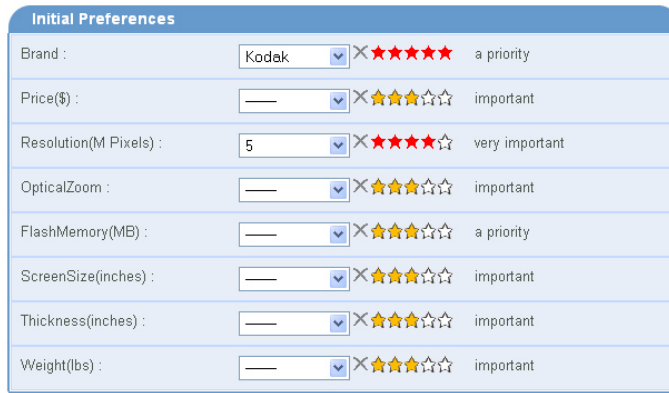 Initial Preferences
Brand : Kodak a priority
Price($) : —— important
Resolution(M Pixels) : 5 very important
OpticalZoom : —— important
FlashMemory(MB) : —— a priority
ScreenSize(inches) : —— important
Thickness(inches) : —— important
Weight(lbs) : —— important